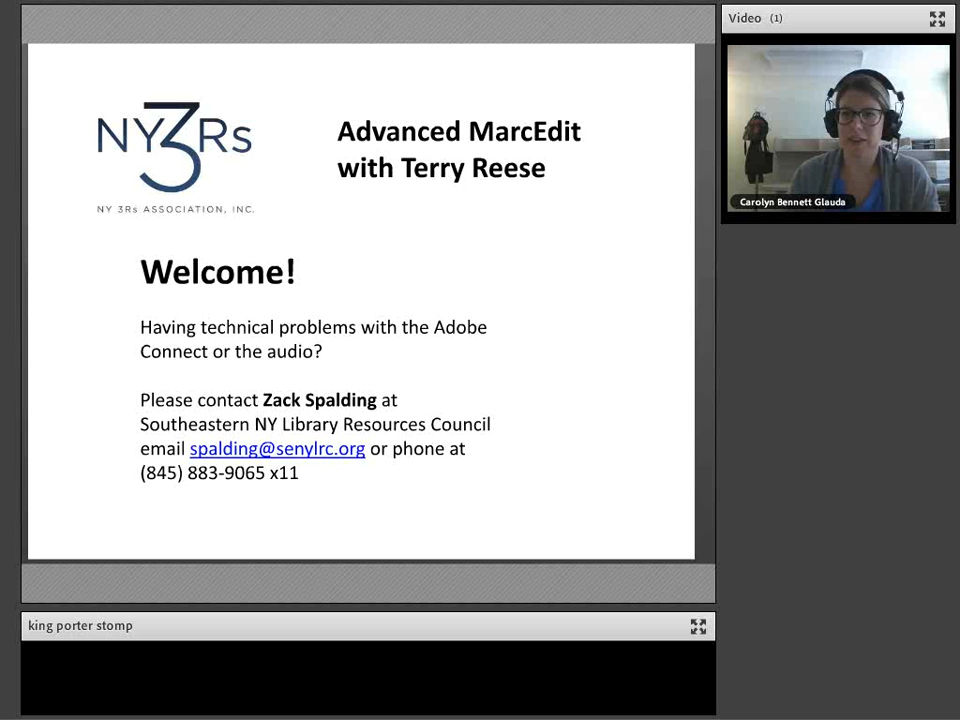 NY3Rs
NY 3Rs ASSOCIATION, INC.
Advanced MarcEdit
with Terry Reese
Welcome!
Having technical problems with the Adobe
Connect or the audio?
Please contact Zack Spalding at
Southeastern NY Library Resources Council
email spalding@senylrc.org or phone at
(845) 883-9065 x11
Video (1)
Carolyn Bennett Glauda
king porter stomp